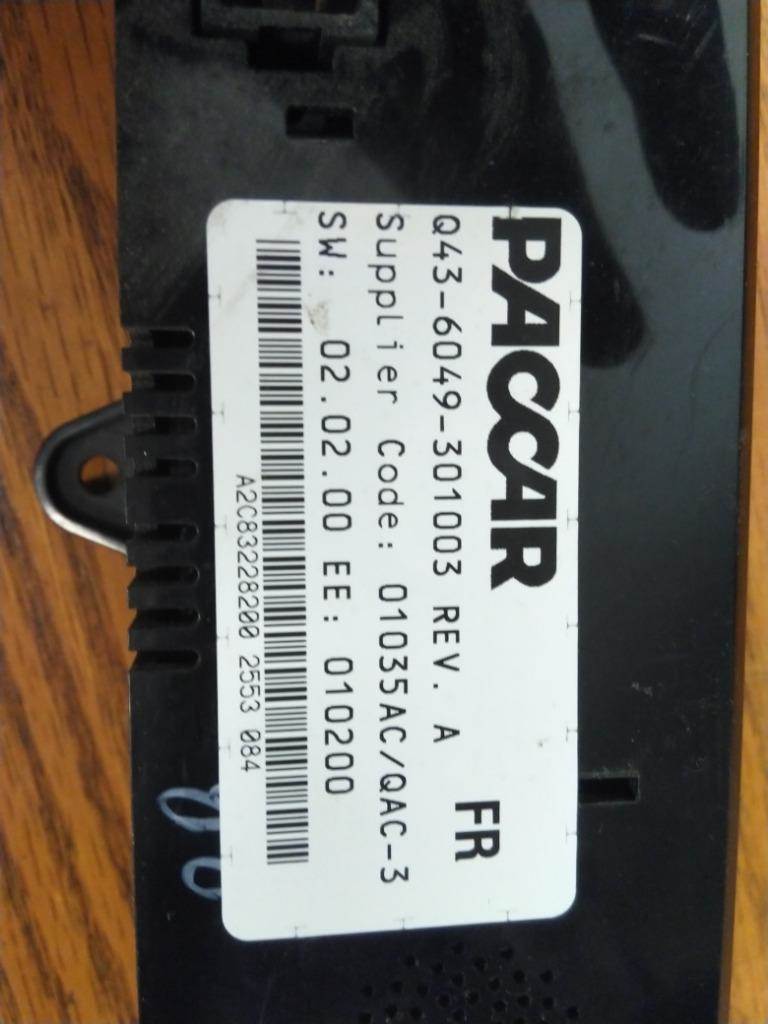 PACCAR
FR
Q43-6049-301003 REV. A
Supplier Code: 01035AC/QAC-3
SW: 02.02.00 EE: 010200
A2C83228200 2553 084